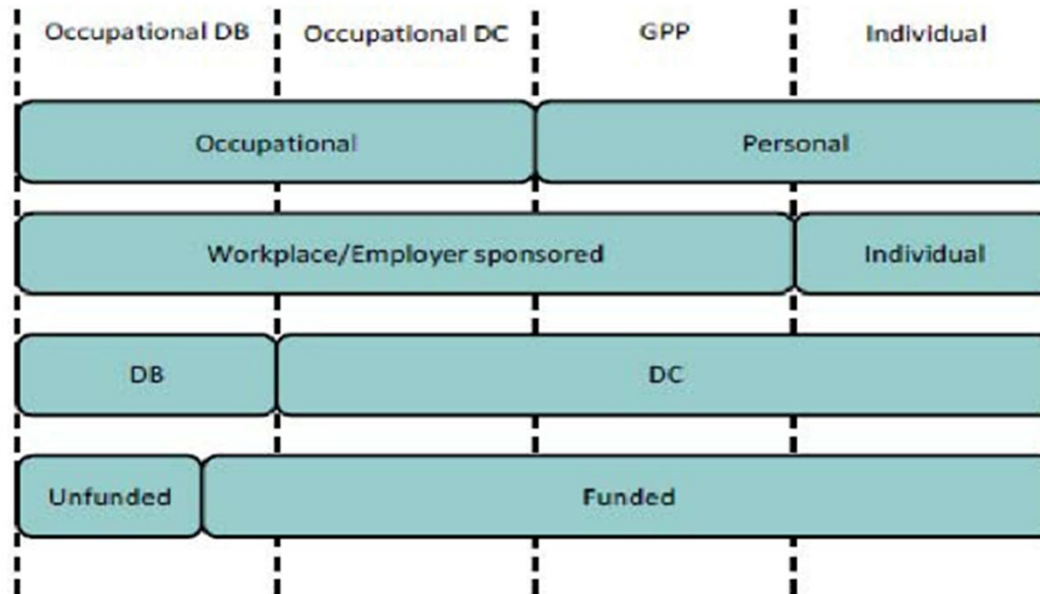 Occupational DB
Occupational DC
GPP
Individual
Occupational
Personal
Workplace/Employer sponsored
Individual
DB
DC
Unfunded
Funded